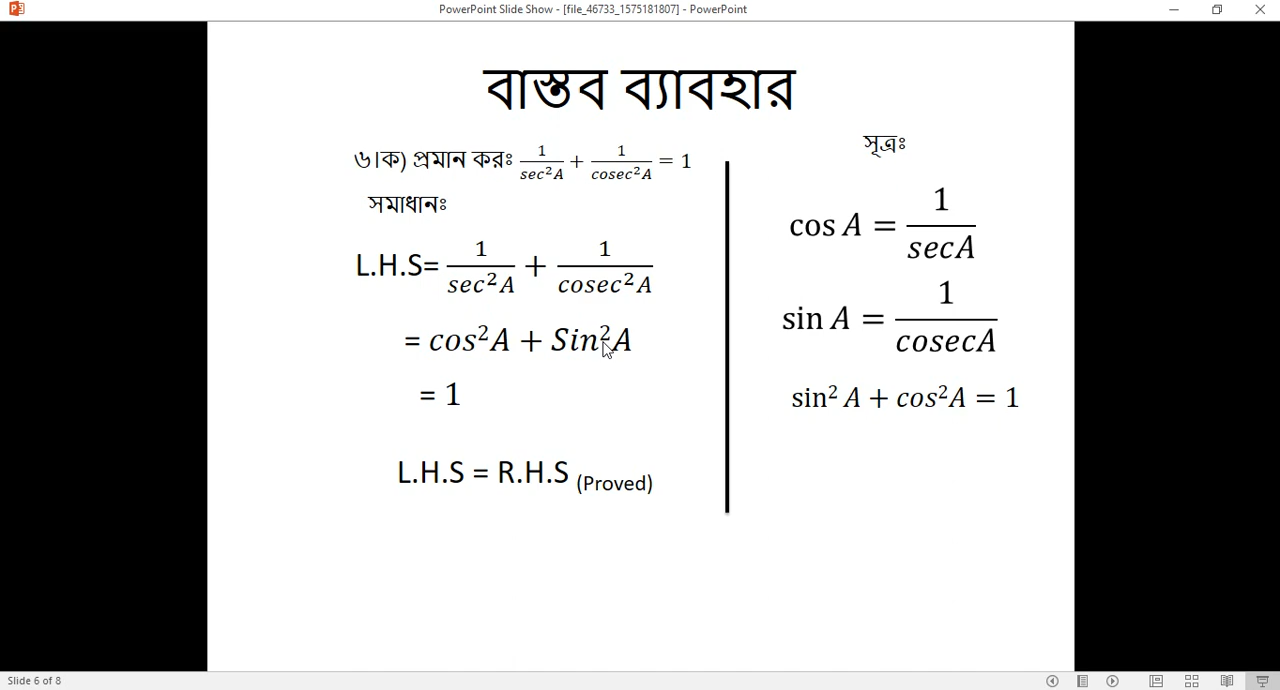 PowerPoint Slide Show - [file_46733_1575181807] - PowerPoint
বাস্তব ব্যাবহার
৬।ক) প্রমান করঃ 1/sec²A + 1/cosec²A = 1
সমাধানঃ
L.H.S= 1/sec²A + 1/cosec²A
= cos²A + Sin²A
= 1
L.H.S = R.H.S (Proved)
সূত্রঃ
cos A = 1/secA
sin A = 1/cosecA
sin² A + cos²A = 1
Slide 6 of 8